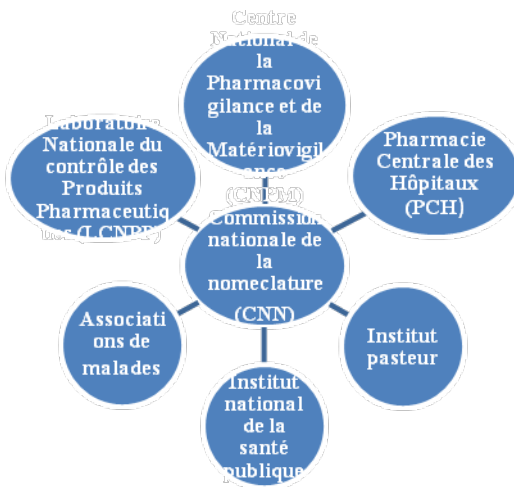 Centre
National de
la
Pharmacovi
gilance et de
la
Matériovigil
ance
(CNPM)
Laboratoire
Nationale du
contrôle des
Produits
Pharmaceutiq
ues (LCNPP)
Pharmacie
Centrale des
Hôpitaux
(PCH)
Commission
nationale de
la
nomeclature
(CNN)
Associati
ons de
malades
Institut
pasteur
Institut
national
de la
santé
publique